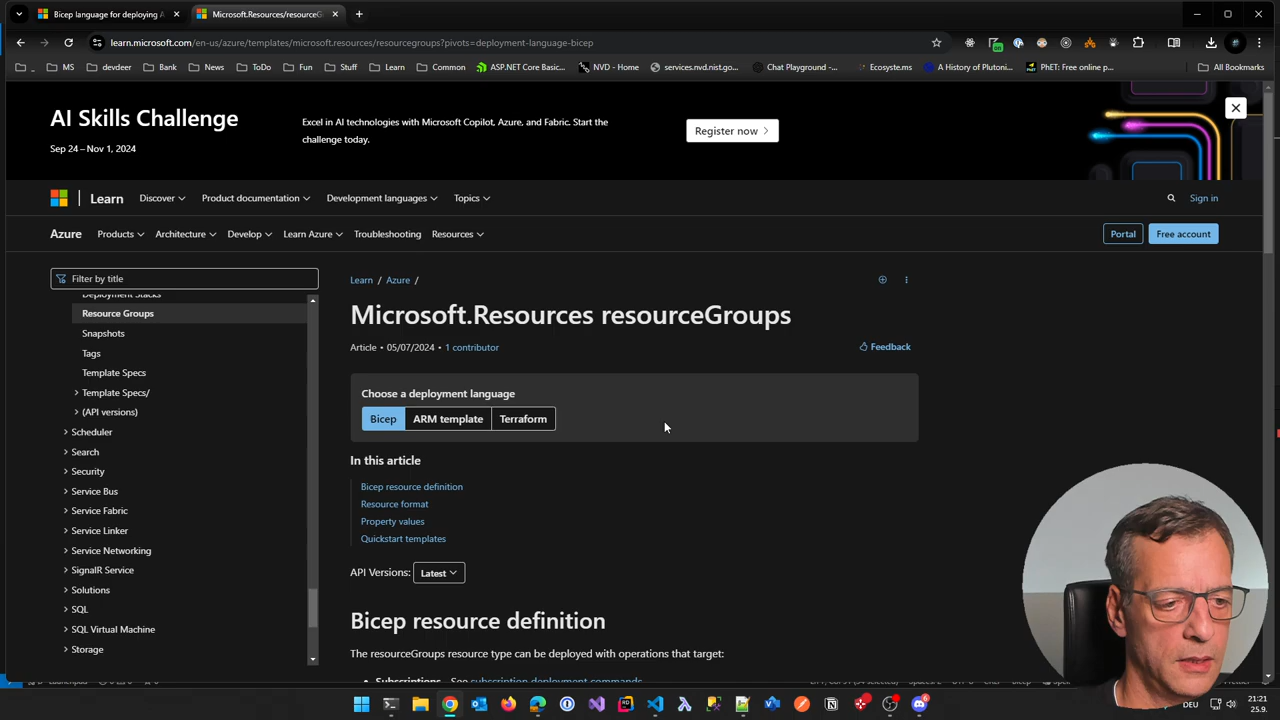 Bicep language for deploying A
Microsoft.Resources/resourceG
learn.microsoft.com/en-us/azure/templates/microsoft.resources/resourcegroups?pivots=deployment-language-bicep
MS
devdeer
Bank
News
ToDo
Fun
Stuff
Learn
Common
ASP.NET Core Basic...
NVD - Home
services.nvd.nist.go...
Chat Playground -...
Ecosyste.ms
A History of Plutoni...
PhET: Free online p...
All Bookmarks
AI Skills Challenge
Sep 24 – Nov 1, 2024
Excel in AI technologies with Microsoft Copilot, Azure, and Fabric. Start the
challenge today.
Register now
Learn
Discover
Product documentation
Development languages
Topics
Sign in
Azure
Products
Architecture
Develop
Learn Azure
Troubleshooting
Resources
Portal
Free account
Filter by title
Deployment Stacks
Resource Groups
Snapshots
Tags
Template Specs
Template Specs/
(API versions)
Scheduler
Search
Security
Service Bus
Service Fabric
Service Linker
Service Networking
SignalR Service
Solutions
SQL
SQL Virtual Machine
Storage
Learn / Azure /
Microsoft.Resources resourceGroups
Article • 05/07/2024 • 1 contributor
Feedback
Choose a deployment language
Bicep
ARM template
Terraform
In this article
Bicep resource definition
Resource format
Property values
Quickstart templates
API Versions:
Latest
Bicep resource definition
The resourceGroups resource type can be deployed with operations that target:
• Subscriptions - See subscription deployment commands
DEU
21:21
25.9.